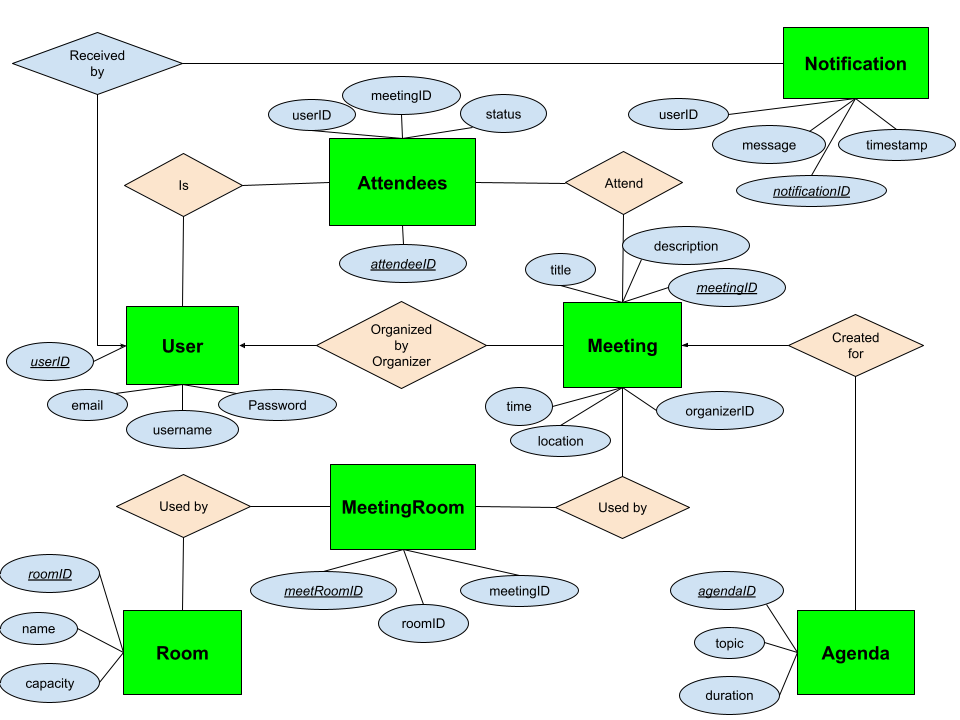 Received
by
Notification
meetingID
userID
status
userID
message
timestamp
Is
Attendees
Attend
notificationID
description
attendeeID
title
meetingID
User
Organized
by
Organizer
Meeting
Created
for
userID
email
Password
username
time
organizerID
location
Used by
MeetingRoom
Used by
roomID
meetRoomID
meetingID
agendaID
name
roomID
topic
Room
Agenda
capacity
duration